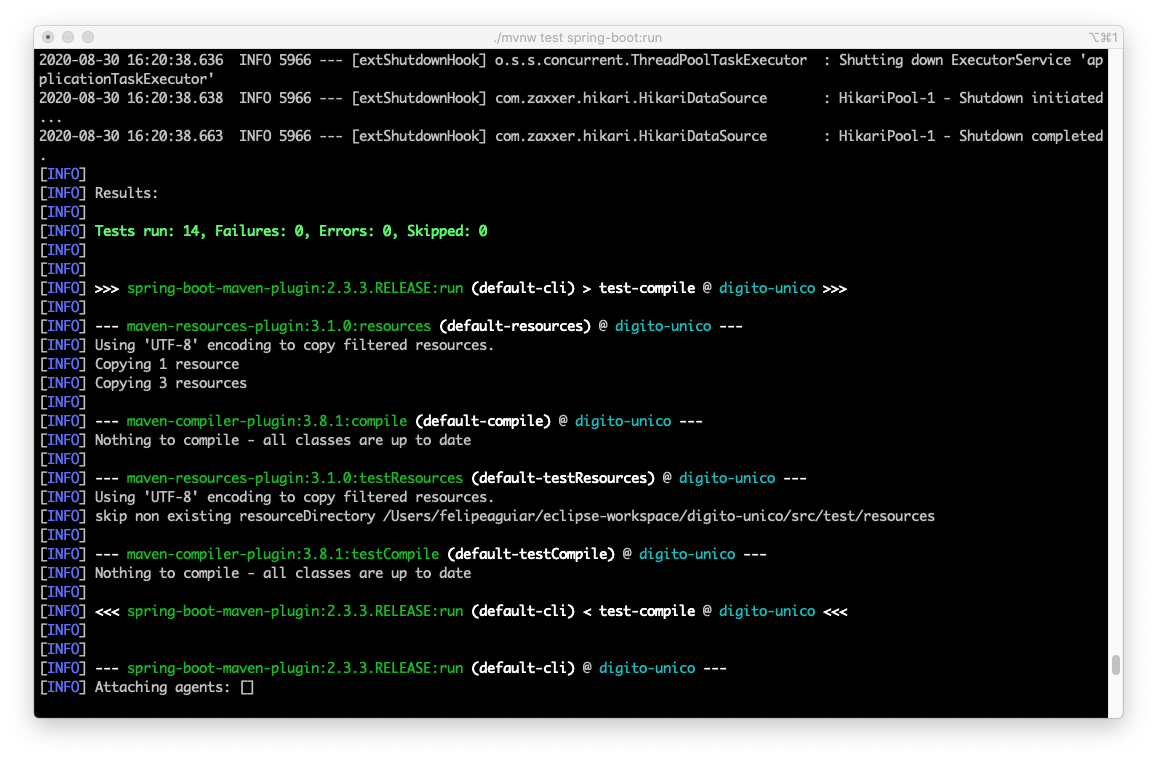 ./mvnw test spring-boot:run
⌥⌘1
2020-08-30 16:20:38.636  INFO 5966 --- [extShutdownHook] o.s.s.concurrent.ThreadPoolTaskExecutor  : Shutting down ExecutorService 'ap
plicationTaskExecutor'
2020-08-30 16:20:38.638  INFO 5966 --- [extShutdownHook] com.zaxxer.hikari.HikariDataSource       : HikariPool-1 - Shutdown initiated
...
2020-08-30 16:20:38.663  INFO 5966 --- [extShutdownHook] com.zaxxer.hikari.HikariDataSource       : HikariPool-1 - Shutdown completed
.
[INFO]
[INFO] Results:
[INFO]
[INFO] Tests run: 14, Failures: 0, Errors: 0, Skipped: 0
[INFO]
[INFO]
[INFO] >>> spring-boot-maven-plugin:2.3.3.RELEASE:run (default-cli) > test-compile @ digito-unico >>>
[INFO]
[INFO] --- maven-resources-plugin:3.1.0:resources (default-resources) @ digito-unico ---
[INFO] Using 'UTF-8' encoding to copy filtered resources.
[INFO] Copying 1 resource
[INFO] Copying 3 resources
[INFO]
[INFO] --- maven-compiler-plugin:3.8.1:compile (default-compile) @ digito-unico ---
[INFO] Nothing to compile - all classes are up to date
[INFO]
[INFO] --- maven-resources-plugin:3.1.0:testResources (default-testResources) @ digito-unico ---
[INFO] Using 'UTF-8' encoding to copy filtered resources.
[INFO] skip non existing resourceDirectory /Users/felipeaguiar/eclipse-workspace/digito-unico/src/test/resources
[INFO]
[INFO] --- maven-compiler-plugin:3.8.1:testCompile (default-testCompile) @ digito-unico ---
[INFO] Nothing to compile - all classes are up to date
[INFO]
[INFO] <<< spring-boot-maven-plugin:2.3.3.RELEASE:run (default-cli) < test-compile @ digito-unico <<<
[INFO]
[INFO]
[INFO] --- spring-boot-maven-plugin:2.3.3.RELEASE:run (default-cli) @ digito-unico ---
[INFO] Attaching agents: []